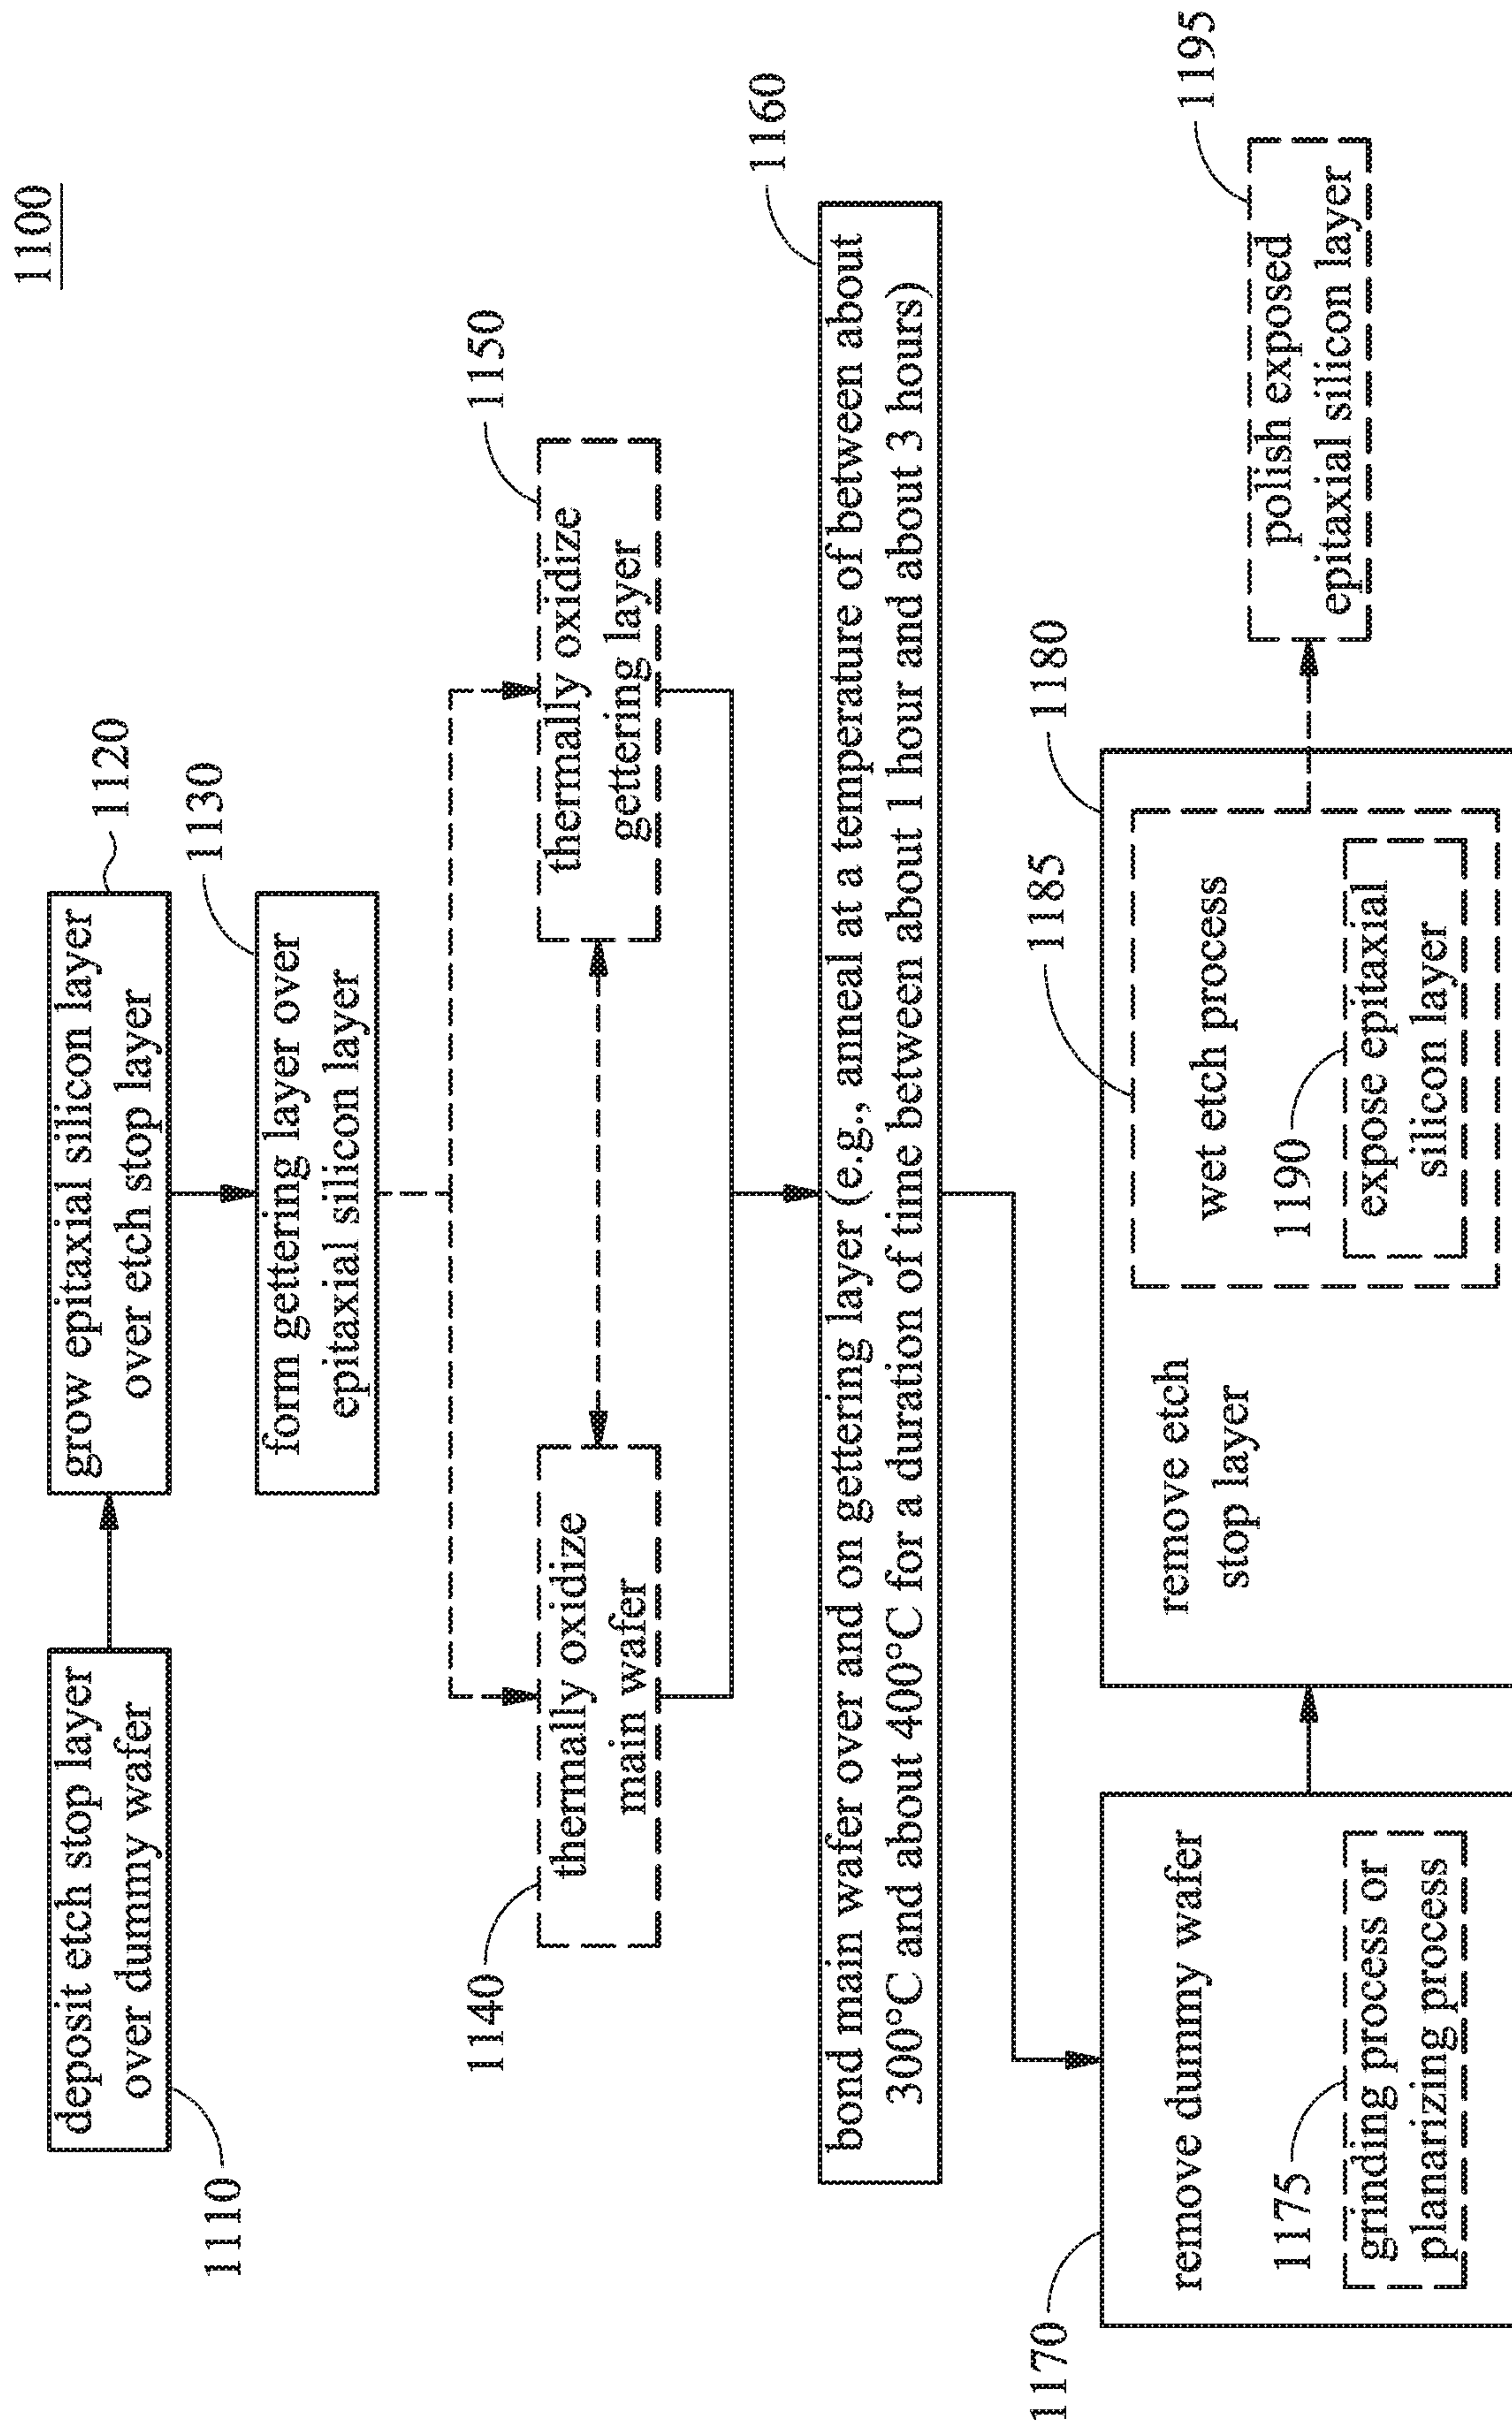 1100
deposit etch stop layer
over dummy wafer
1110
grow epitaxial silicon layer
over etch stop layer
1120
form gettering layer over
epitaxial silicon layer
1130
1140
thermally oxidize
main wafer
thermally oxidize
gettering layer
1150
bond main wafer over and on gettering layer (e.g., anneal at a temperature of between about
300°C and about 400°C for a duration of time between about 1 hour and about 3 hours)
1160
1170
remove dummy wafer
1175
grinding process or
planarizing process
remove etch
stop layer
1180
1185
wet etch process
1190
expose epitaxial
silicon layer
polish exposed
epitaxial silicon layer
1195